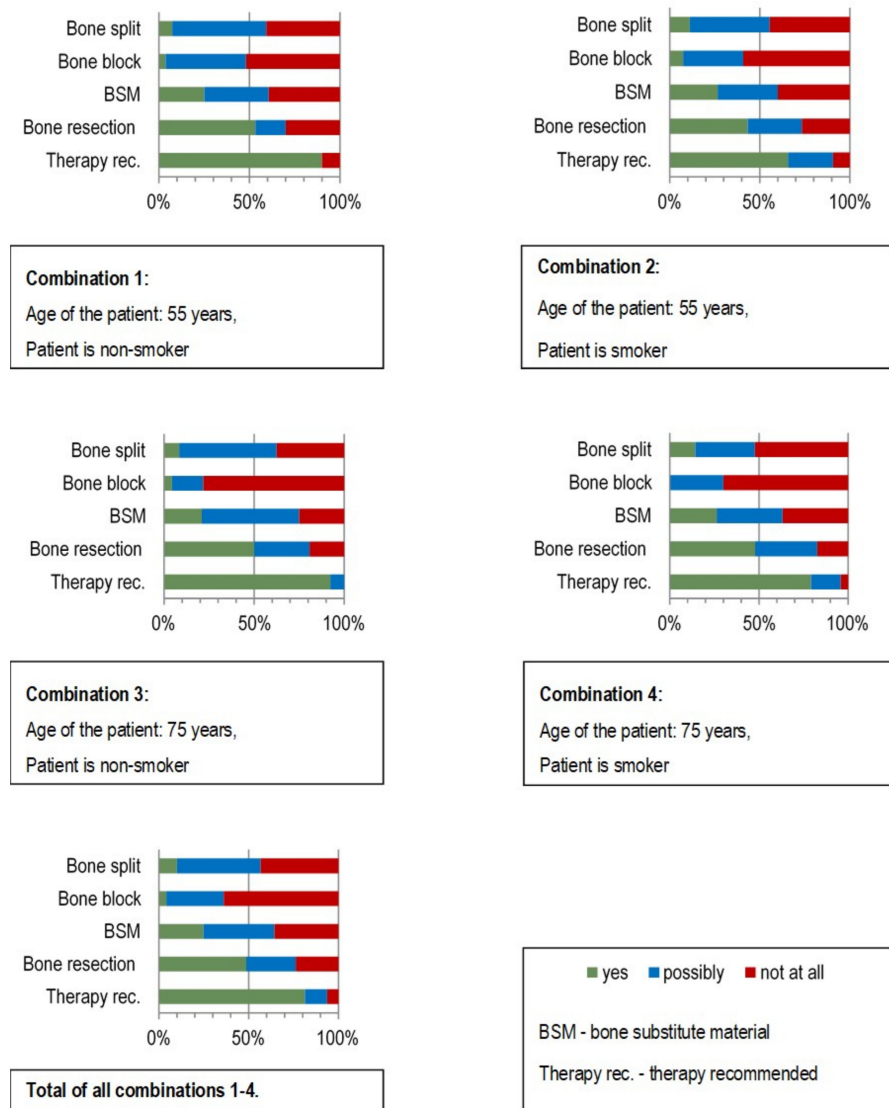 Bone split
Bone block
BSM
Bone resection
Therapy rec.
0% 50% 100%
Combination 1:
Age of the patient: 55 years,
Patient is non-smoker
Bone split
Bone block
BSM
Bone resection
Therapy rec.
0% 50% 100%
Combination 2:
Age of the patient: 55 years,
Patient is smoker
Bone split
Bone block
BSM
Bone resection
Therapy rec.
0% 50% 100%
Combination 3:
Age of the patient: 75 years,
Patient is non-smoker
Bone split
Bone block
BSM
Bone resection
Therapy rec.
0% 50% 100%
Combination 4:
Age of the patient: 75 years,
Patient is smoker
Bone split
Bone block
BSM
Bone resection
Therapy rec.
0% 50% 100%
Total of all combinations 1-4.
yes possibly not at all
BSM - bone substitute material
Therapy rec. - therapy recommended